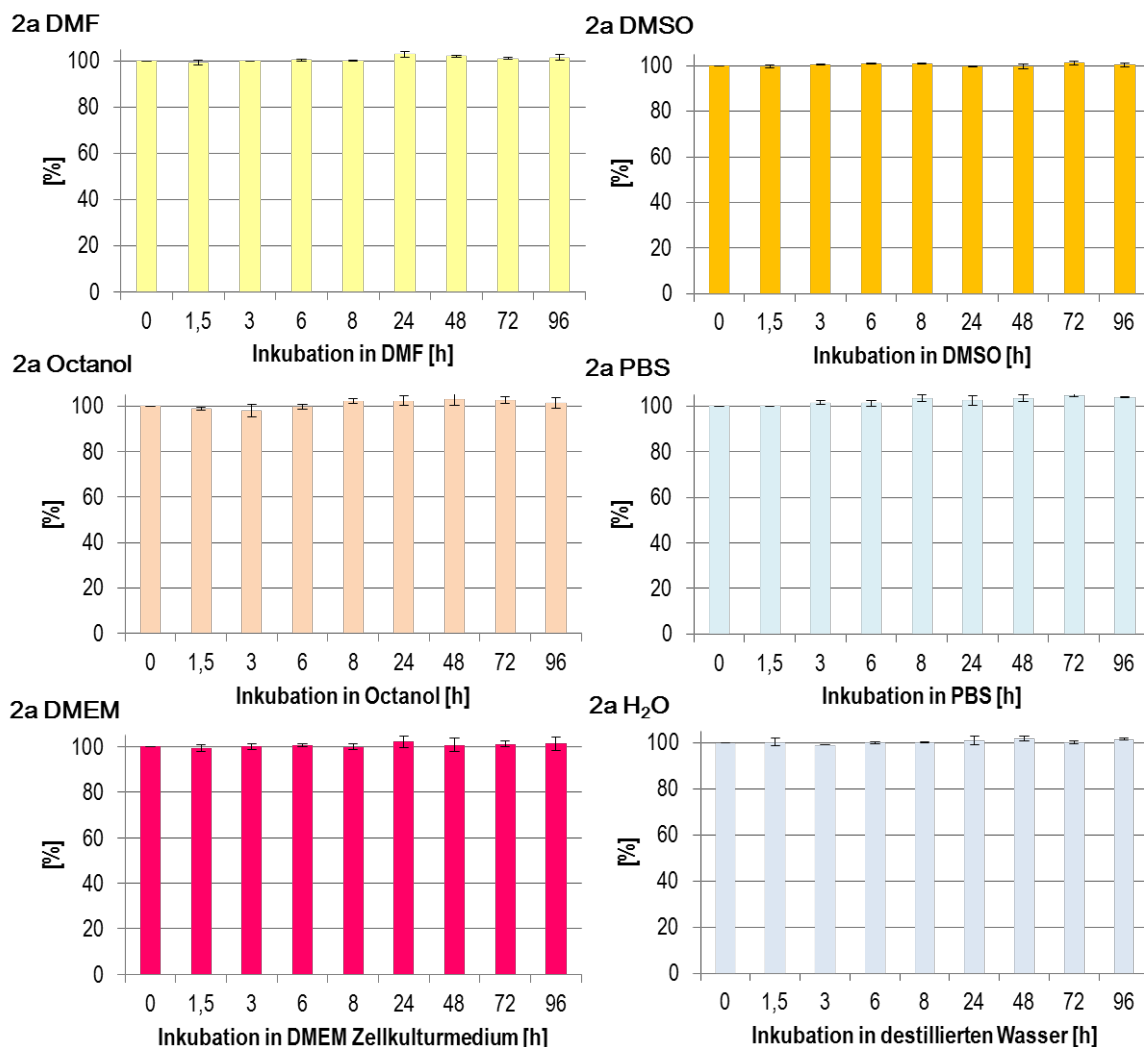 2a DMF
[%]
100
80
60
40
20
0
0 1,5 3 6 8 24 48 72 96
Inkubation in DMF [h]
2a DMSO
[%]
100
80
60
40
20
0
0 1,5 3 6 8 24 48 72 96
Inkubation in DMSO [h]
2a Octanol
[%]
100
80
60
40
20
0
0 1,5 3 6 8 24 48 72 96
Inkubation in Octanol [h]
2a PBS
[%]
100
80
60
40
20
0
0 1,5 3 6 8 24 48 72 96
Inkubation in PBS [h]
2a DMEM
[%]
100
80
60
40
20
0
0 1,5 3 6 8 24 48 72 96
Inkubation in DMEM Zellkulturmedium [h]
2a H₂O
[%]
100
80
60
40
20
0
0 1,5 3 6 8 24 48 72 96
Inkubation in destillierten Wasser [h]